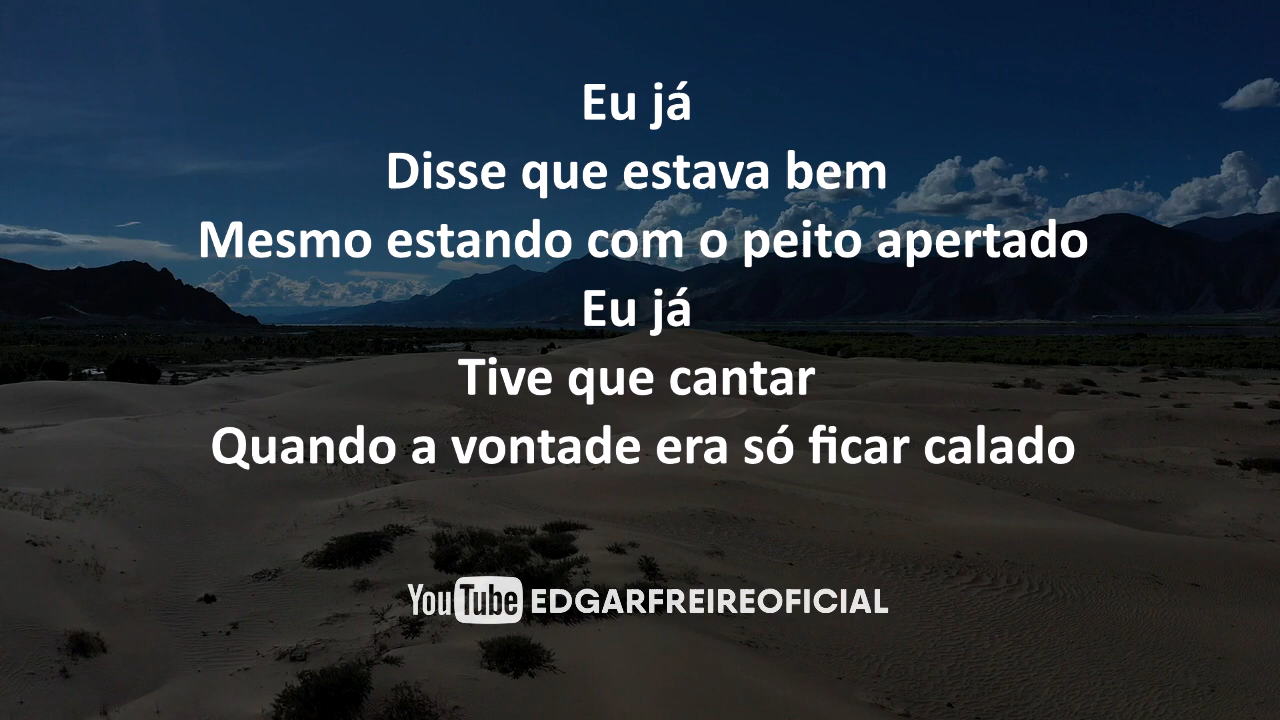 Eu já
Disse que estava bem
Mesmo estando com o peito apertado
Eu já
Tive que cantar
Quando a vontade era só ficar calado
YouTube EDGARFREIREOFICIAL